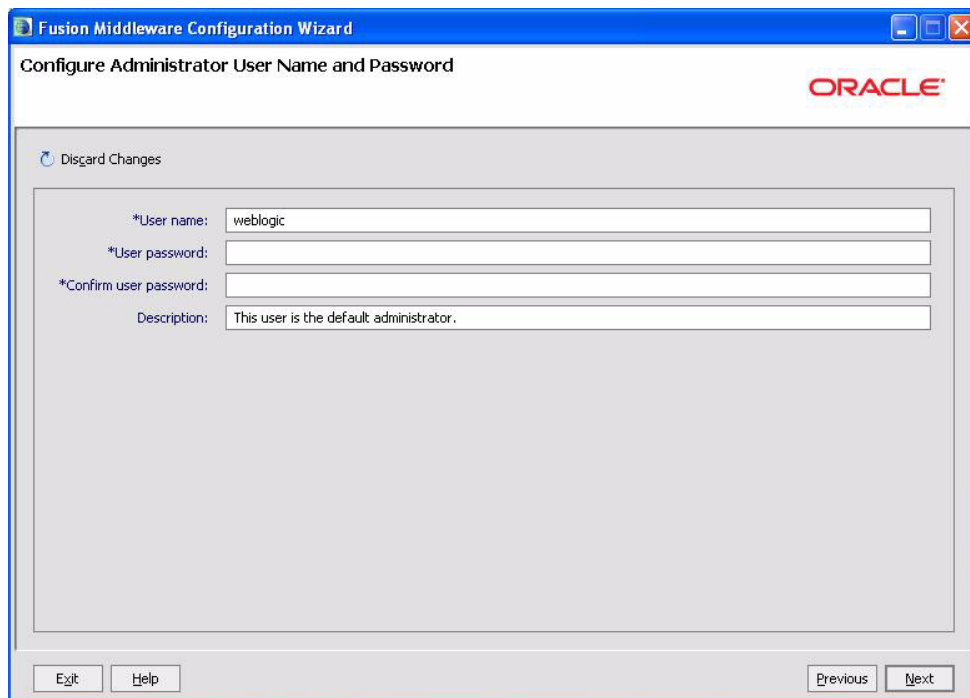 Fusion Middleware Configuration Wizard
Configure Administrator User Name and Password
ORACLE
Discard Changes
*User name: weblogic
*User password:
*Confirm user password:
Description: This user is the default administrator.
Exit Help Previous Next